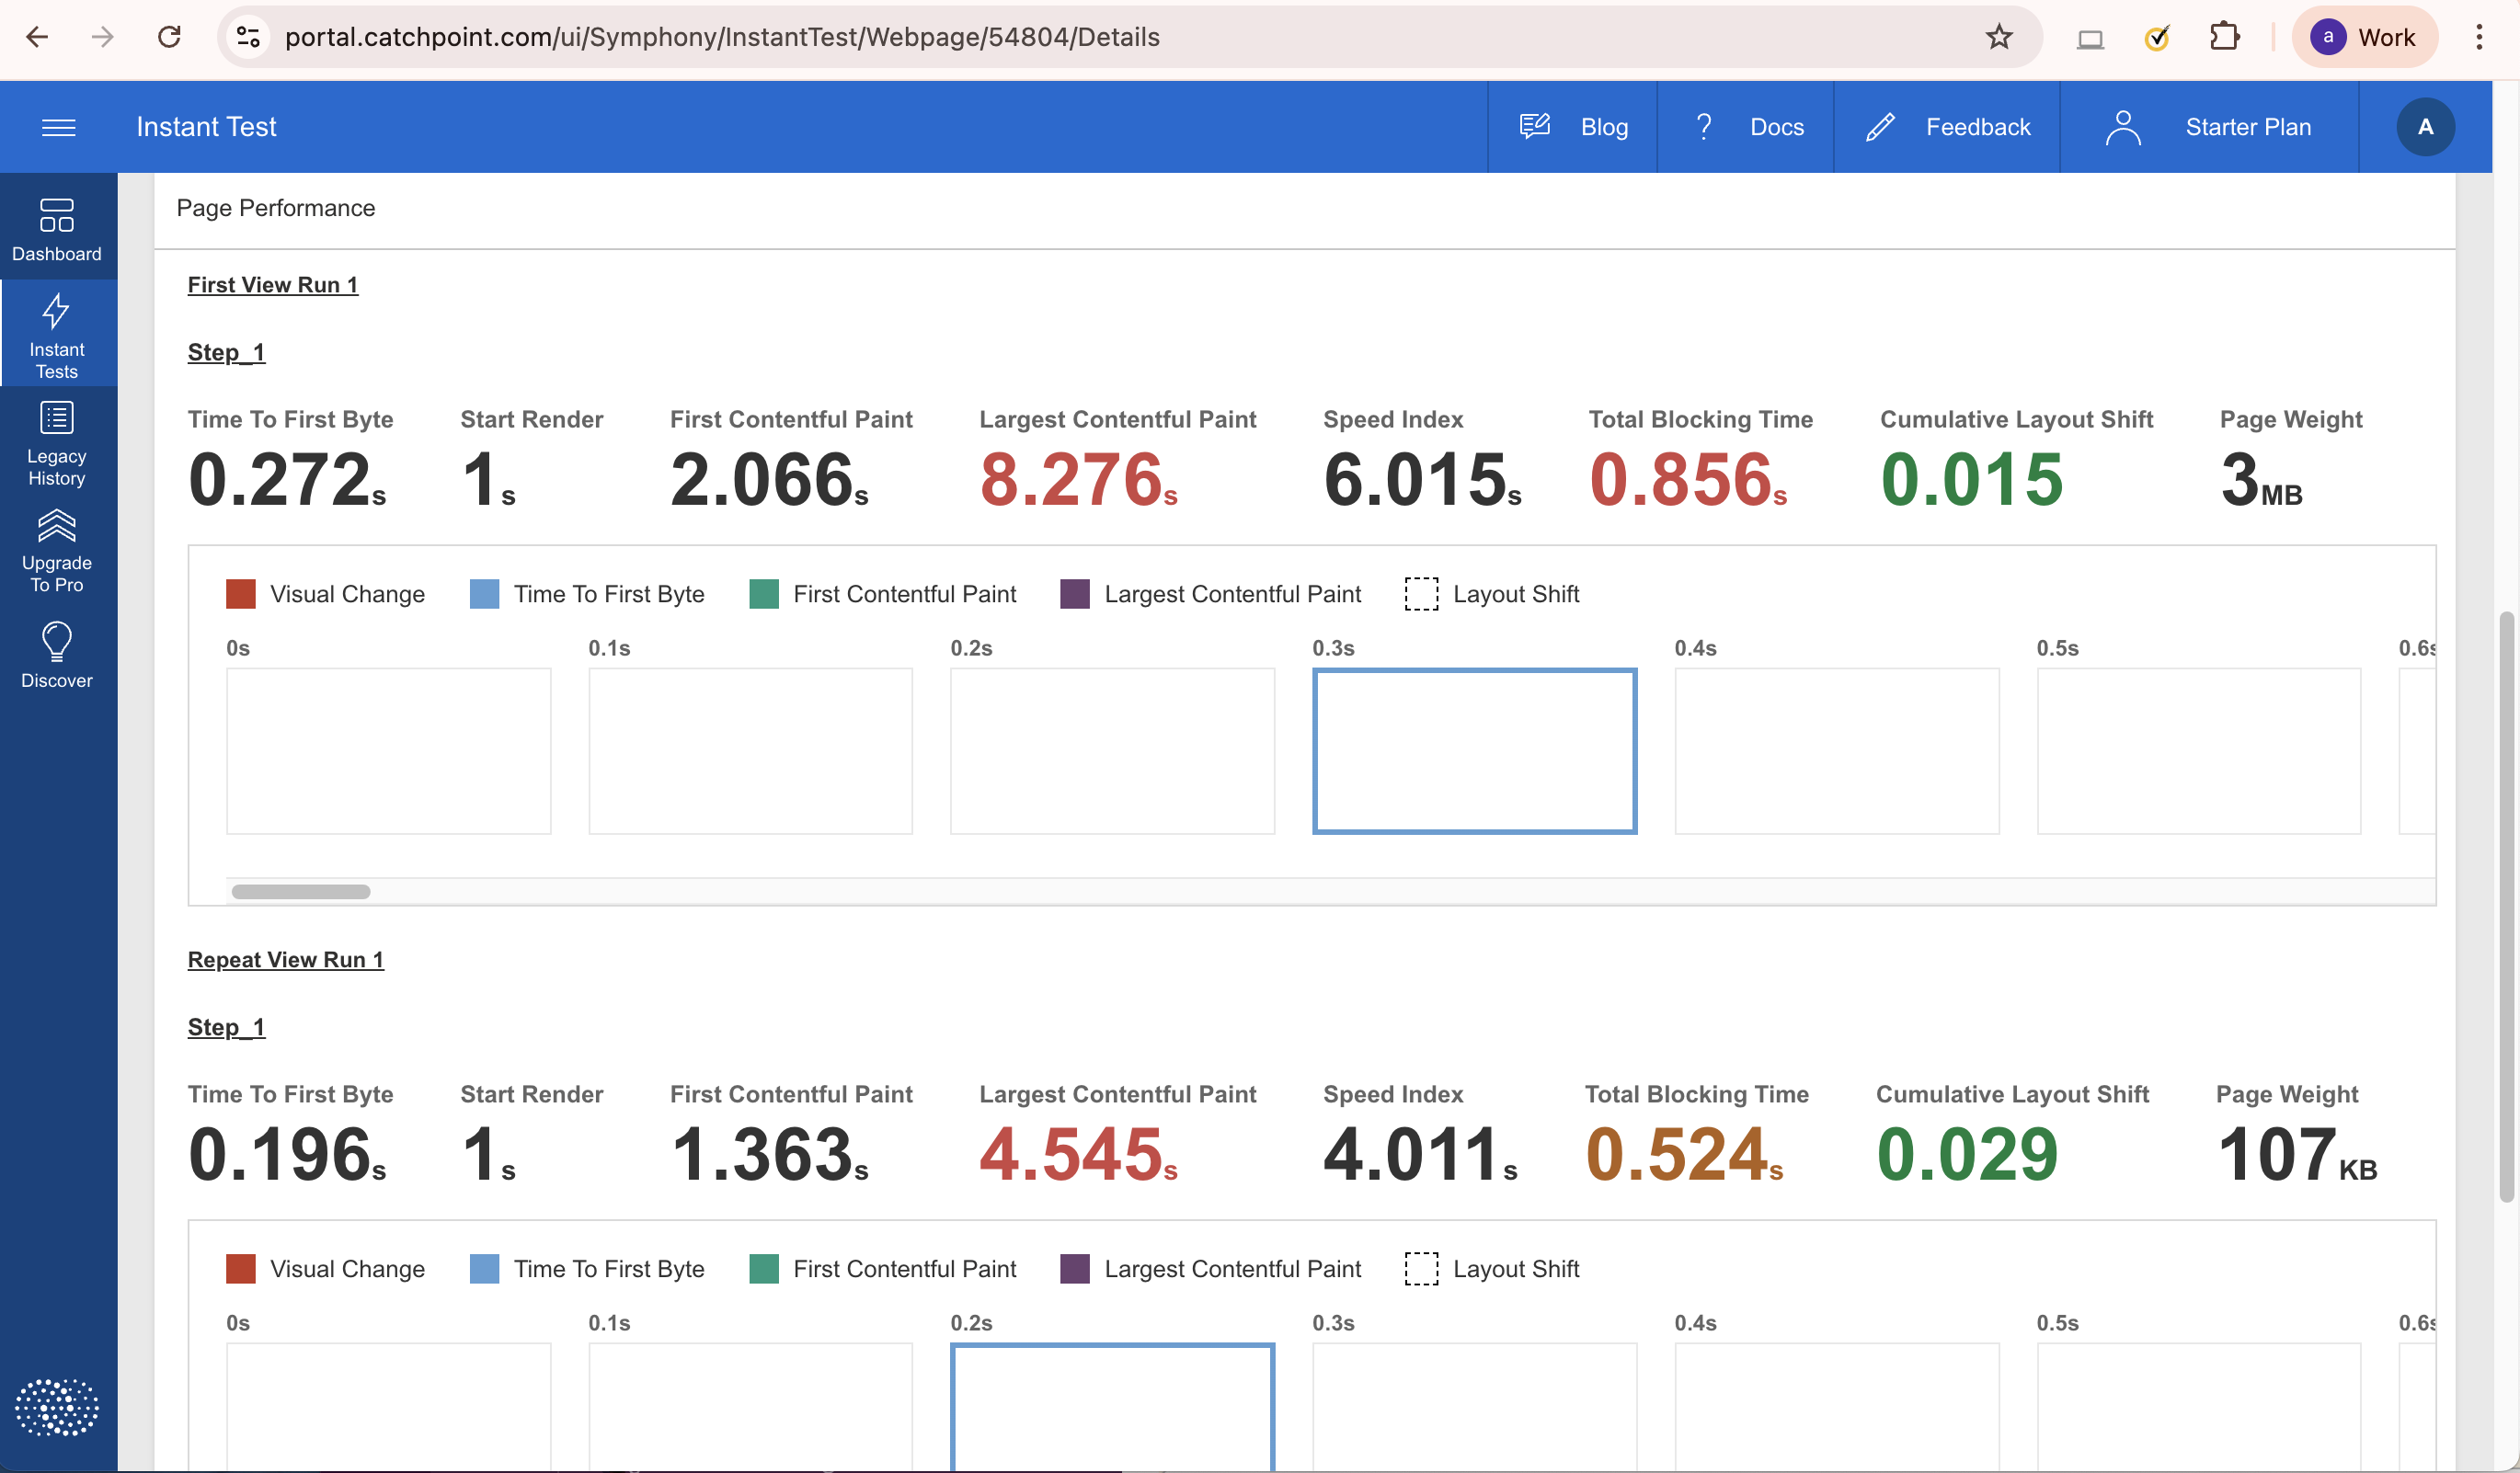 portal.catchpoint.com/ui/Symphony/InstantTest/Webpage/54804/Details
a Work
Instant Test
Blog
? Docs
Feedback
Starter Plan
A
Dashboard
Instant
Tests
Legacy
History
Upgrade
To Pro
Discover
Page Performance
First View Run 1
Step_1
Time To First Byte Start Render First Contentful Paint Largest Contentful Paint Speed Index Total Blocking Time Cumulative Layout Shift Page Weight
0.272s 1s 2.066s 8.276s 6.015s 0.856s 0.015 3MB
Visual Change Time To First Byte First Contentful Paint Largest Contentful Paint Layout Shift
0s 0.1s 0.2s 0.3s 0.4s 0.5s 0.6s
Repeat View Run 1
Step_1
Time To First Byte Start Render First Contentful Paint Largest Contentful Paint Speed Index Total Blocking Time Cumulative Layout Shift Page Weight
0.196s 1s 1.363s 4.545s 4.011s 0.524s 0.029 107KB
Visual Change Time To First Byte First Contentful Paint Largest Contentful Paint Layout Shift
0s 0.1s 0.2s 0.3s 0.4s 0.5s 0.6s